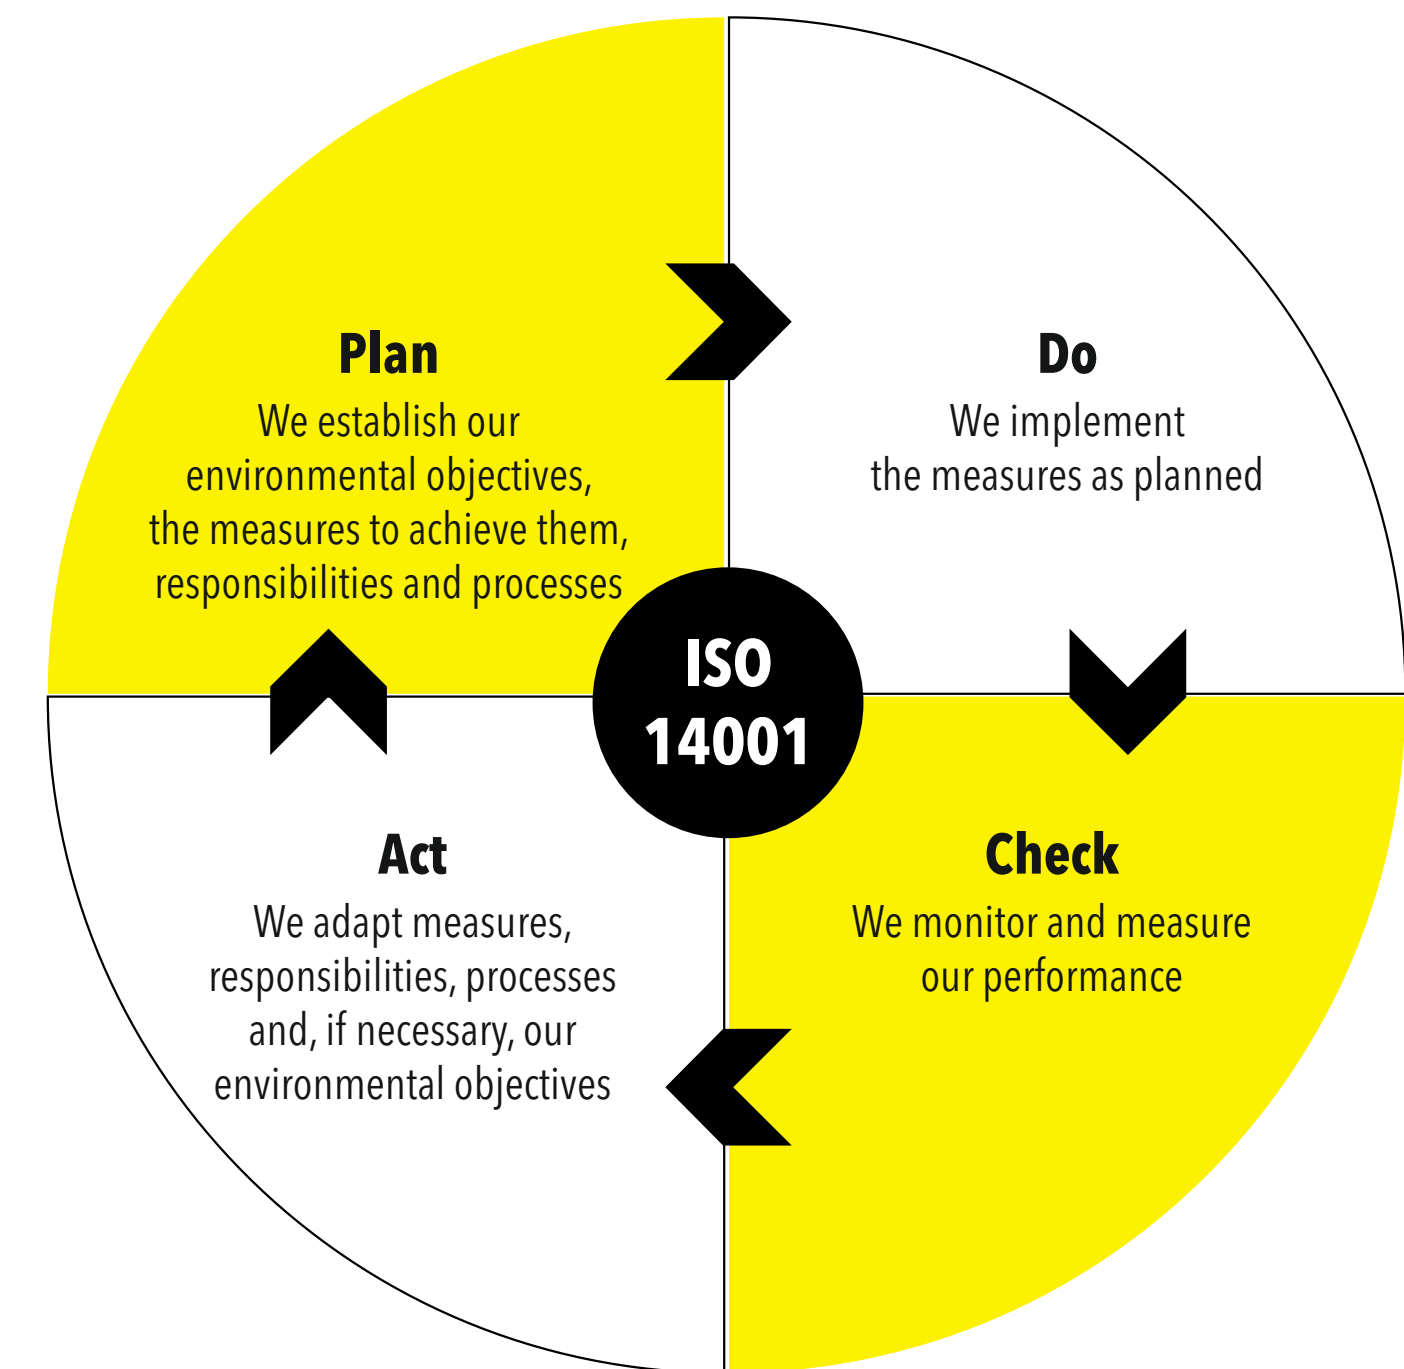 Plan
We establish our
environmental objectives,
the measures to achieve them,
responsibilities and processes
Do
We implement
the measures as planned
ISO
14001
Act
We adapt measures,
responsibilities, processes
and, if necessary, our
environmental objectives
Check
We monitor and measure
our performance